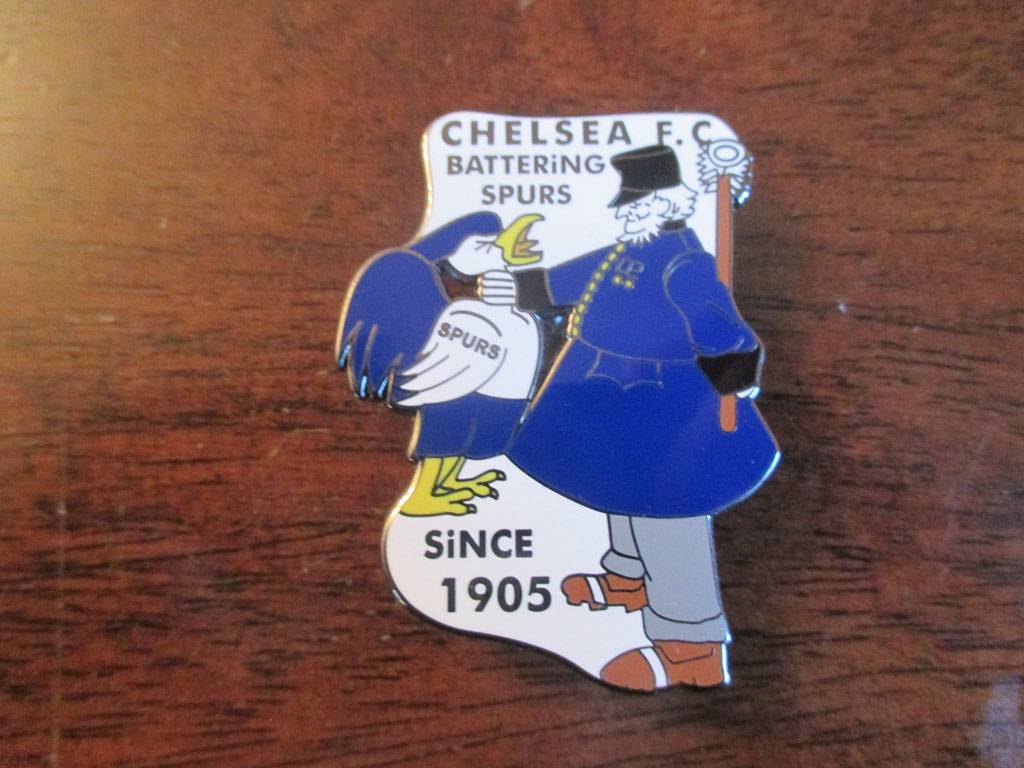 CHELSEA F.C
BATTERiNG
SPURS
SPURS
SiNCE
1905